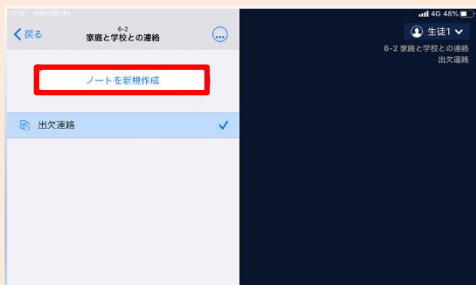 4G 48%
戻る
6-2
家庭と学校との連絡
生徒1
6-2 家庭と学校との連絡
出欠連絡
ノートを新規作成
出欠連絡